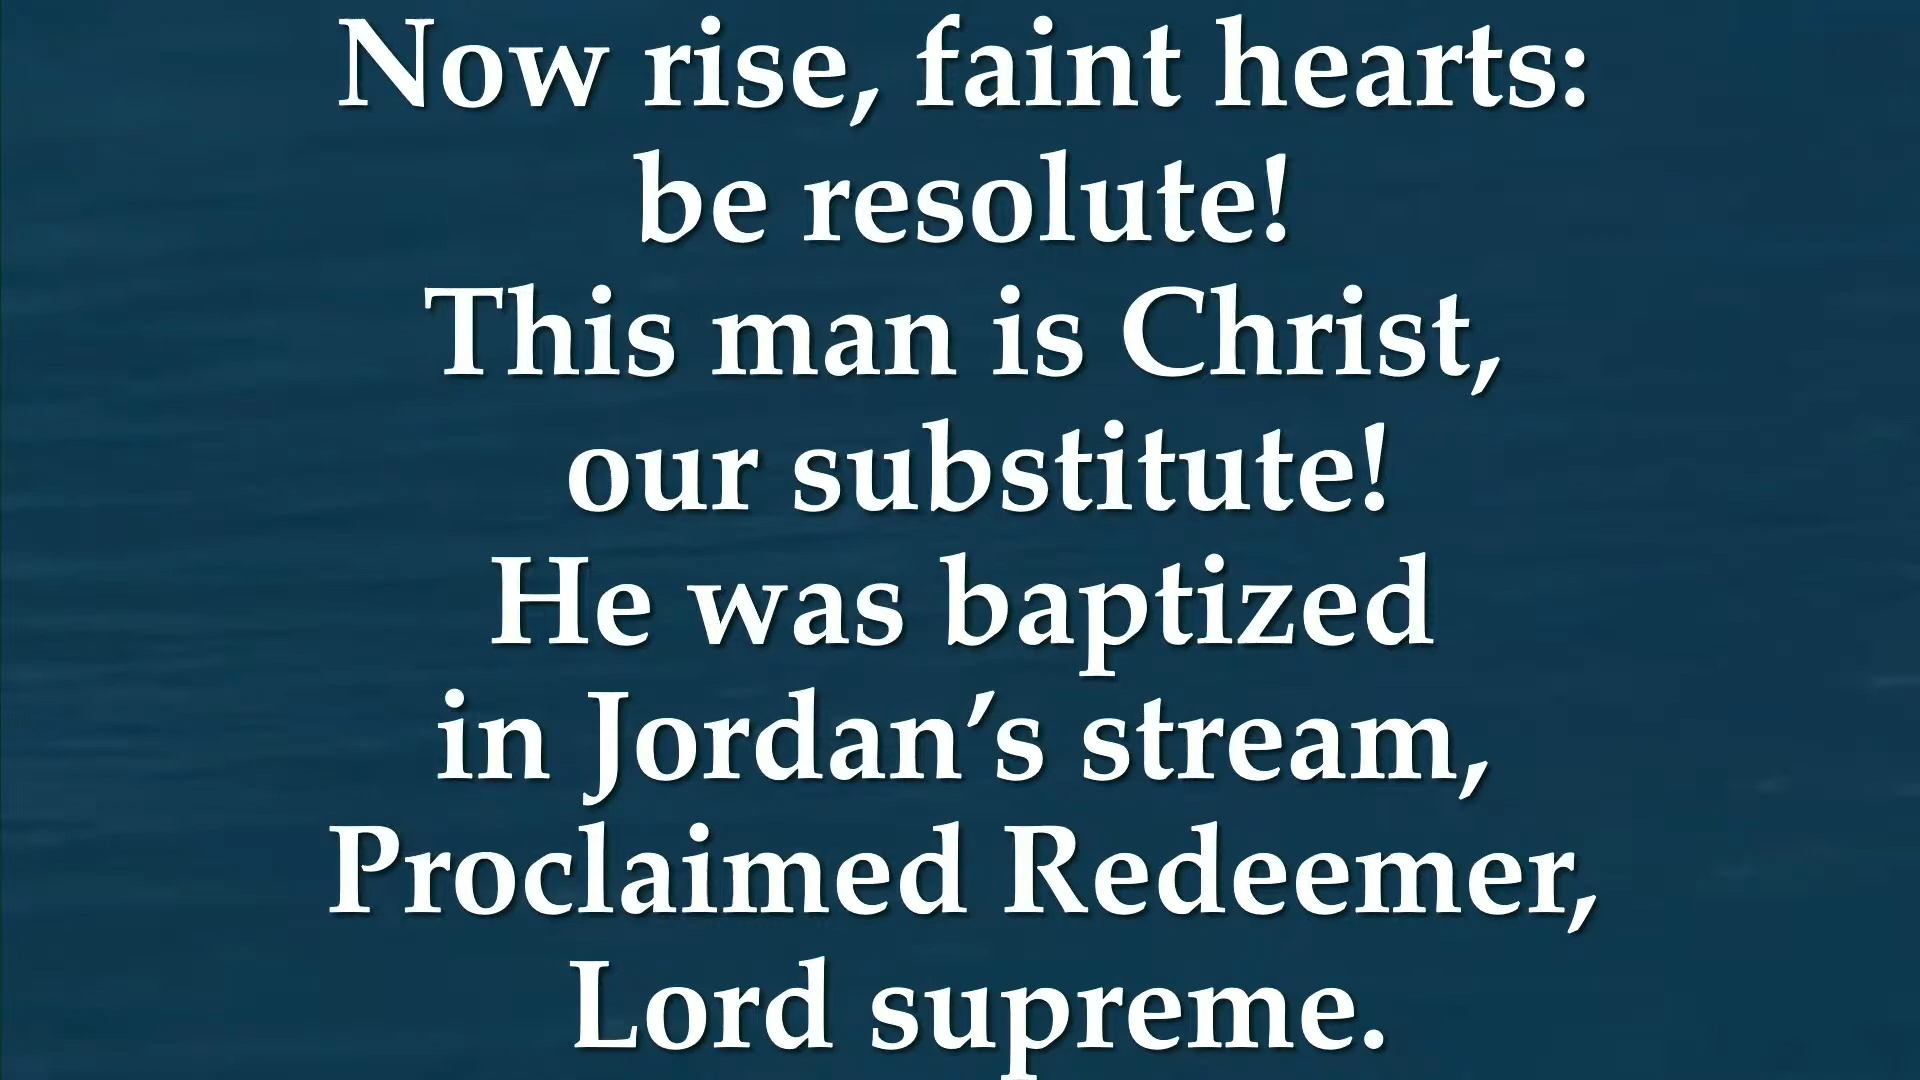 Now rise, faint hearts:
be resolute!
This man is Christ,
our substitute!
He was baptized
in Jordan’s stream,
Proclaimed Redeemer,
Lord supreme.